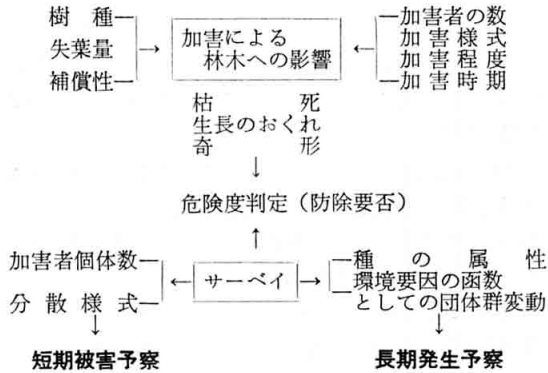 樹種
失葉量
補償性
加害による
林木への影響
加害者の数
加害様式
加害程度
加害時期
枯死
生長のおくれ
奇形
危険度判定（防除要否）
加害者個体数
分散様式
サーベイ
種の属性
環境要因の函数
としての団体群変動
短期被害予察
長期発生予察